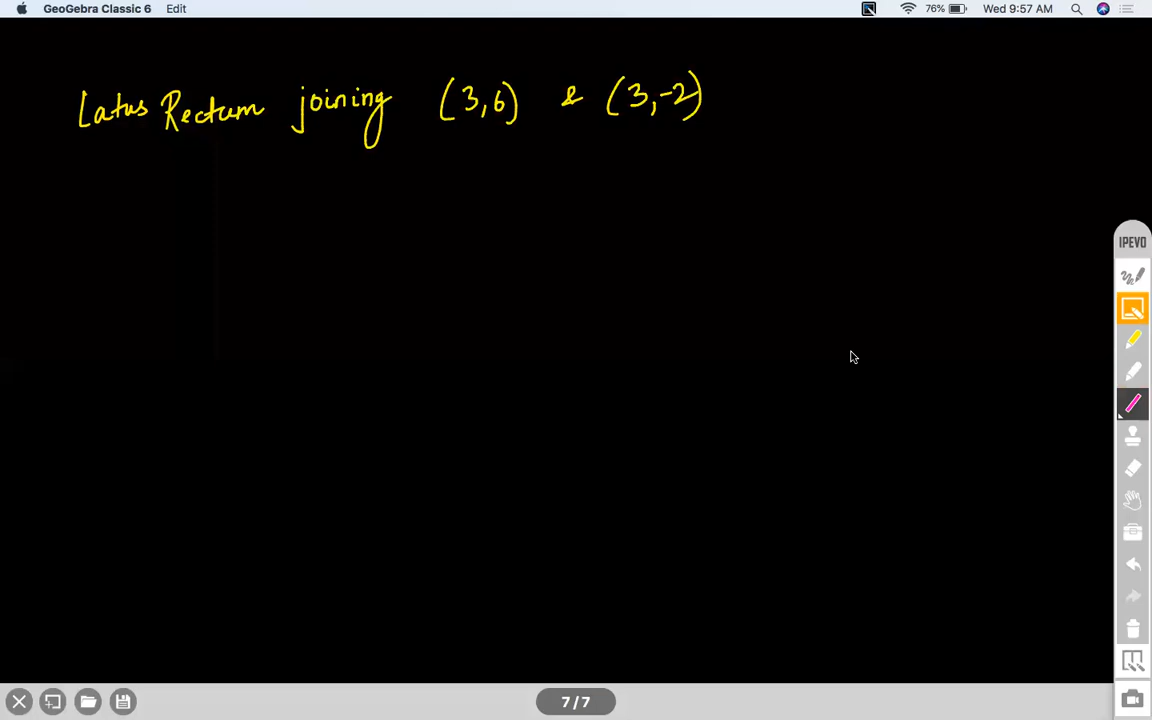 GeoGebra Classic 6 Edit 76% Wed 9:57 AM
Latus Rectum joining (3,6) & (3,-2)
IPEVO
7/7